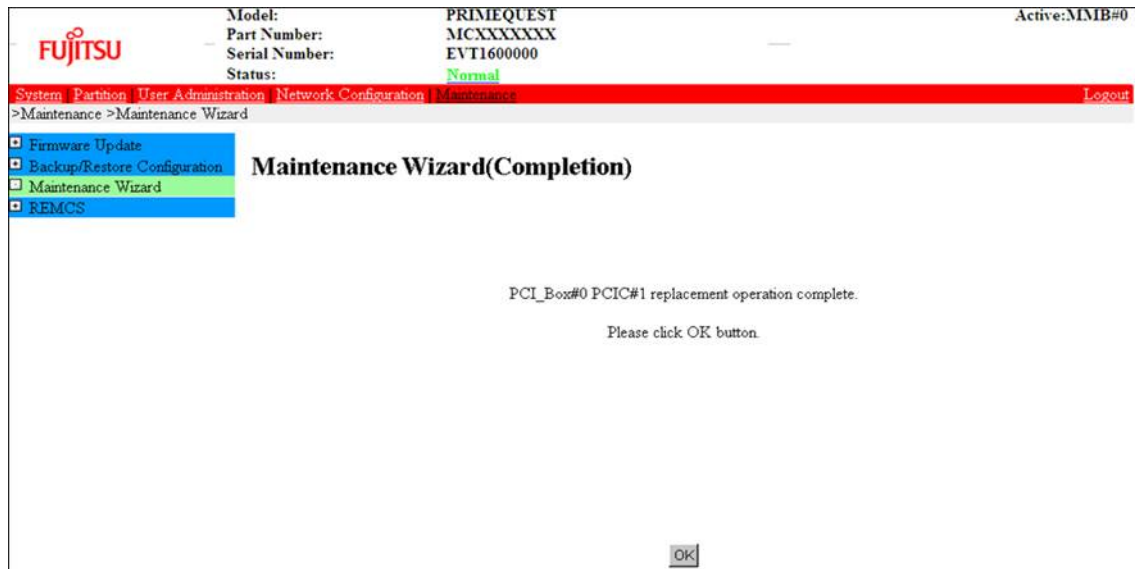 FUJITSU
Model: PRIMEQUEST
Part Number: MCXXXXXXX
Serial Number: EVT1600000
Status: Normal
Active:MMB#0
System | Partition | User Administration | Network Configuration | Maintenance
Logout
>Maintenance >Maintenance Wizard
Firmware Update
Backup/Restore Configuration
Maintenance Wizard
REMCS
Maintenance Wizard(Completion)
PCI_Box#0 PCIC#1 replacement operation complete.
Please click OK button.
OK